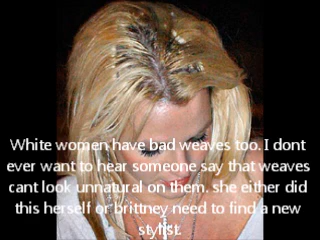 White women have bad weaves too. I dont
ever want to hear someone say that weaves
cant look unnatural on them. she either did
this herself or brittney need to find a new
stylist.